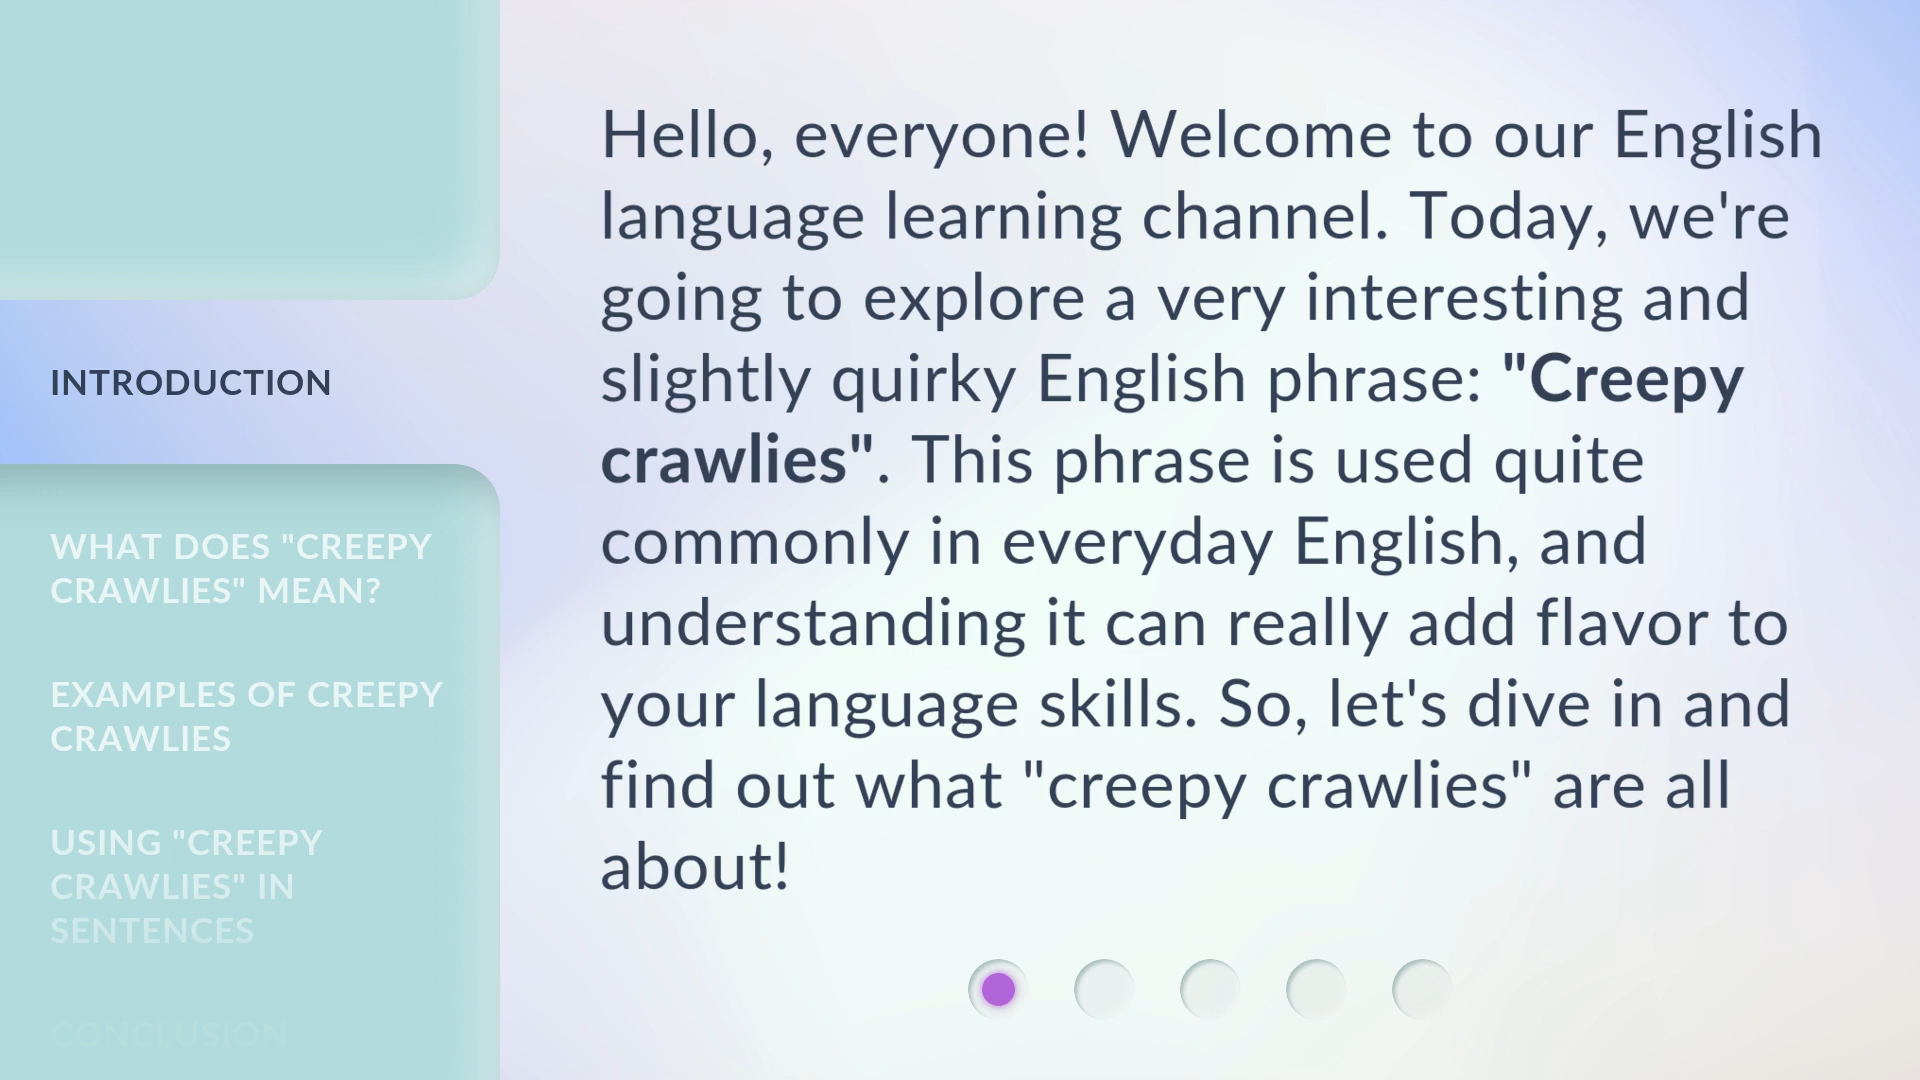 INTRODUCTION
WHAT DOES "CREEPY
CRAWLIES" MEAN?
EXAMPLES OF CREEPY
CRAWLIES
USING "CREEPY
CRAWLIES" IN
SENTENCES
CONCLUSION
Hello, everyone! Welcome to our English
language learning channel. Today, we're
going to explore a very interesting and
slightly quirky English phrase: "Creepy
crawlies". This phrase is used quite
commonly in everyday English, and
understanding it can really add flavor to
your language skills. So, let's dive in and
find out what "creepy crawlies" are all
about!